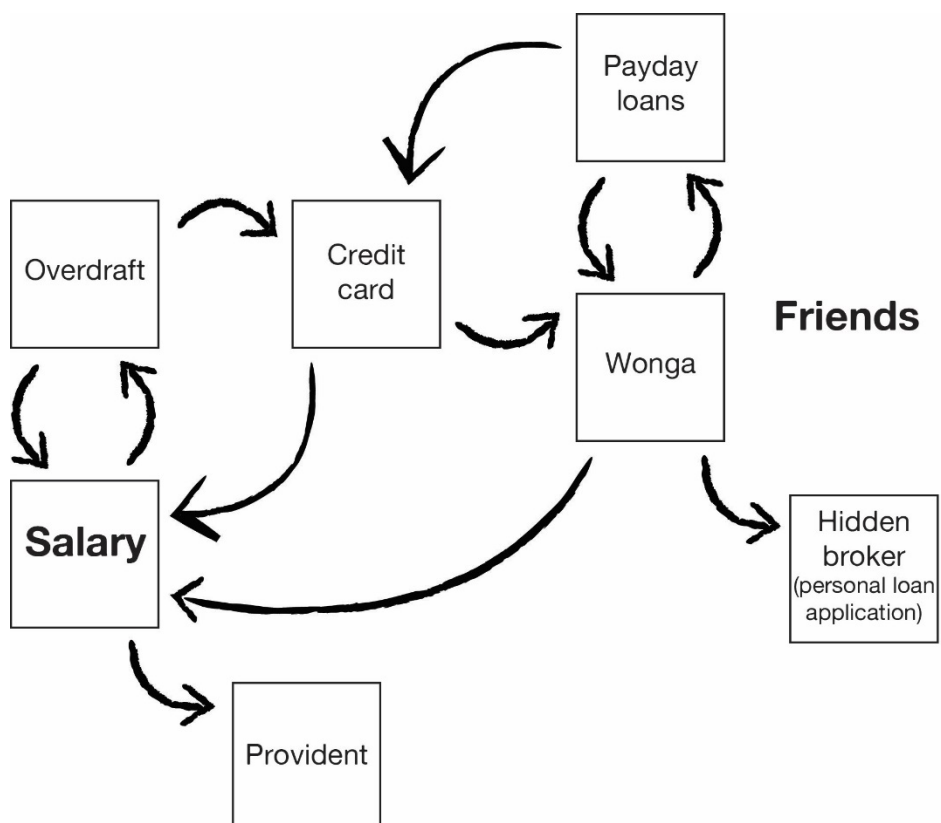 Payday
loans
Overdraft
Credit
card
Friends
Wonga
Salary
Hidden
broker
(personal loan
application)
Provident